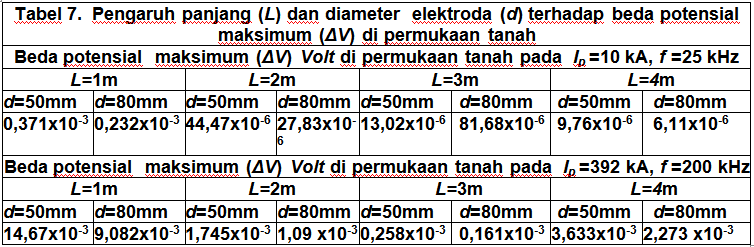 Tabel 7. Pengaruh panjang (L) dan diameter elektroda (d) terhadap beda potensial
maksimum (ΔV) di permukaan tanah
Beda potensial maksimum (ΔV) Volt di permukaan tanah pada Ip =10 kA, f =25 kHz
L=1m L=2m L=3m L=4m
d=50mm d=80mm d=50mm d=80mm d=50mm d=80mm d=50mm d=80mm
0,371x10⁻³ 0,232x10⁻³ 44,47x10⁻⁶ 27,83x10⁻⁶ 13,02x10⁻⁶ 81,68x10⁻⁶ 9,76x10⁻⁶ 6,11x10⁻⁶
Beda potensial maksimum (ΔV) Volt di permukaan tanah pada Ip =392 kA, f =200 kHz
L=1m L=2m L=3m L=4m
d=50mm d=80mm d=50mm d=80mm d=50mm d=80mm d=50mm d=80mm
14,67x10⁻³ 9,082x10⁻³ 1,745x10⁻³ 1,09 x10⁻³ 0,258x10⁻³ 0,161x10⁻³ 3,633x10⁻³ 2,273 x10⁻³